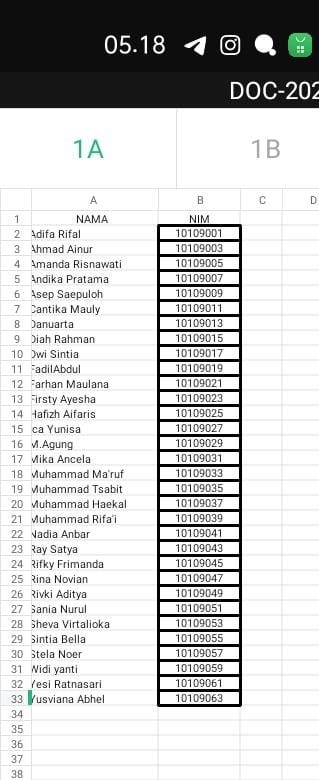 05.18
DOC-202
1A 1B
A B C D
1 NAMA NIM
2 Adifa Rifal 10109001
3 Ahmad Ainur 10109003
4 Amanda Risnawati 10109005
5 Andika Pratama 10109007
6 Asep Saepuloh 10109009
7 Cantika Mauly 10109011
8 Danuarta 10109013
9 Diah Rahman 10109015
10 Dwi Sintia 10109017
11 FadilAbdul 10109019
12 Farhan Maulana 10109021
13 Firsty Ayesha 10109023
14 Hafizh Aifaris 10109025
15 Ica Yunisa 10109027
16 M.Agung 10109029
17 Mika Ancela 10109031
18 Muhammad Ma'ruf 10109033
19 Muhammad Tsabit 10109035
20 Muhammad Haekal 10109037
21 Muhammad Rifa'i 10109039
22 Nadia Anbar 10109041
23 Ray Satya 10109043
24 Rifky Frimanda 10109045
25 Rina Novian 10109047
26 Rivki Aditya 10109049
27 Sania Nurul 10109051
28 Sheva Virtalioka 10109053
29 Sintia Bella 10109055
30 Stela Noer 10109057
31 Widi yanti 10109059
32 Yesi Ratnasari 10109061
33 Yusviana Abhel 10109063
34
35
36
37
38